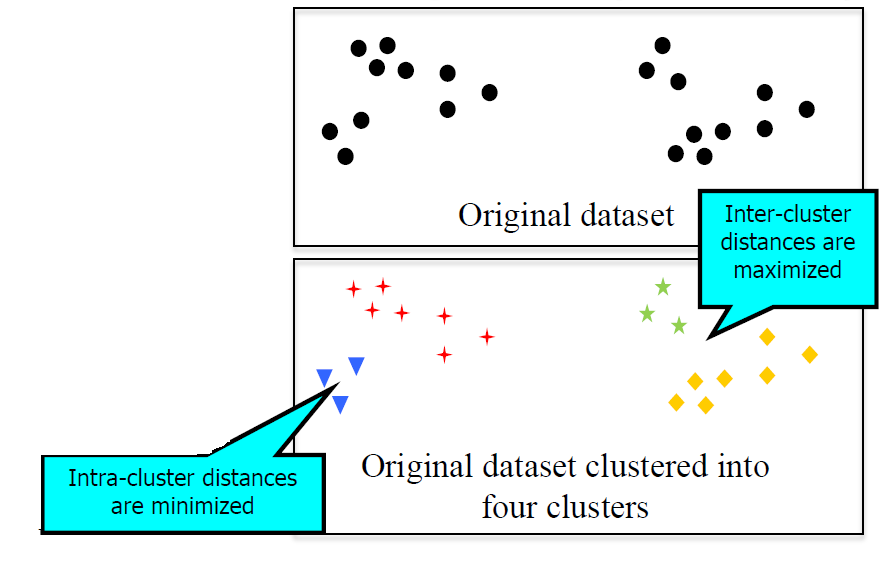 Original dataset
Inter-cluster
distances are
maximized
Intra-cluster distances
are minimized
Original dataset clustered into
four clusters